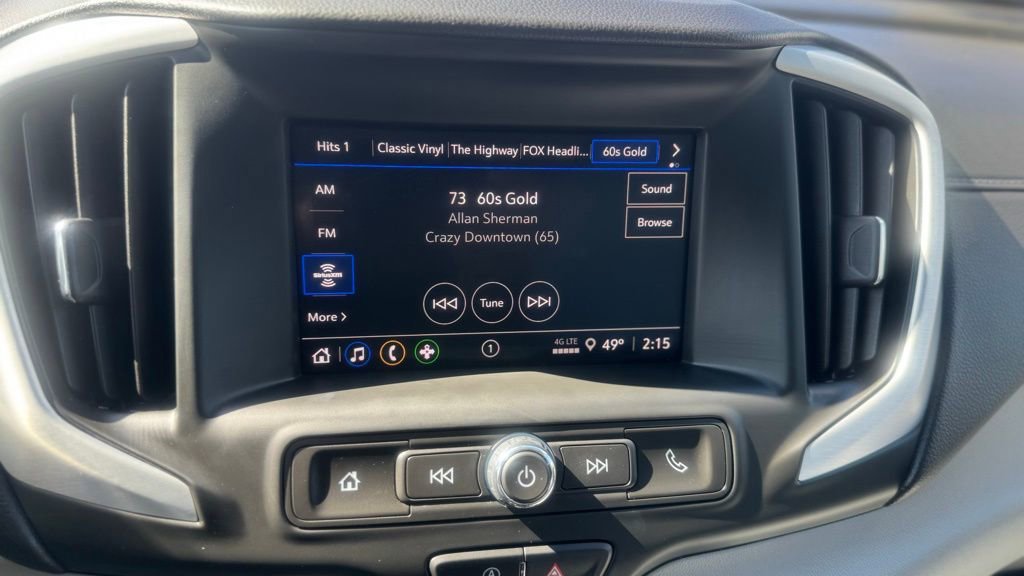 Hits 1 Classic Vinyl The Highway FOX Headli... 60s Gold
AM
73 60s Gold
Sound
Allan Sherman
FM
Crazy Downtown (65)
Browse
SiriusXM
Tune
More
1 4G LTE 49° 2:15
A